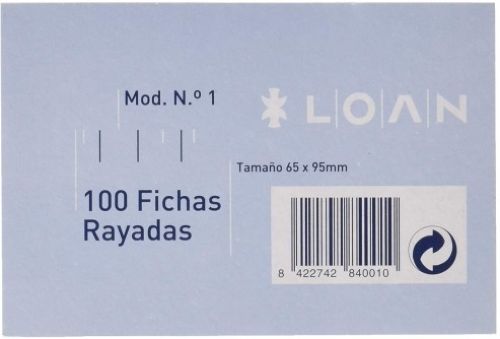 Mod. N.º 1
LOAN
Tamaño 65 x 95mm
100 Fichas
Rayadas
8 422742 840010